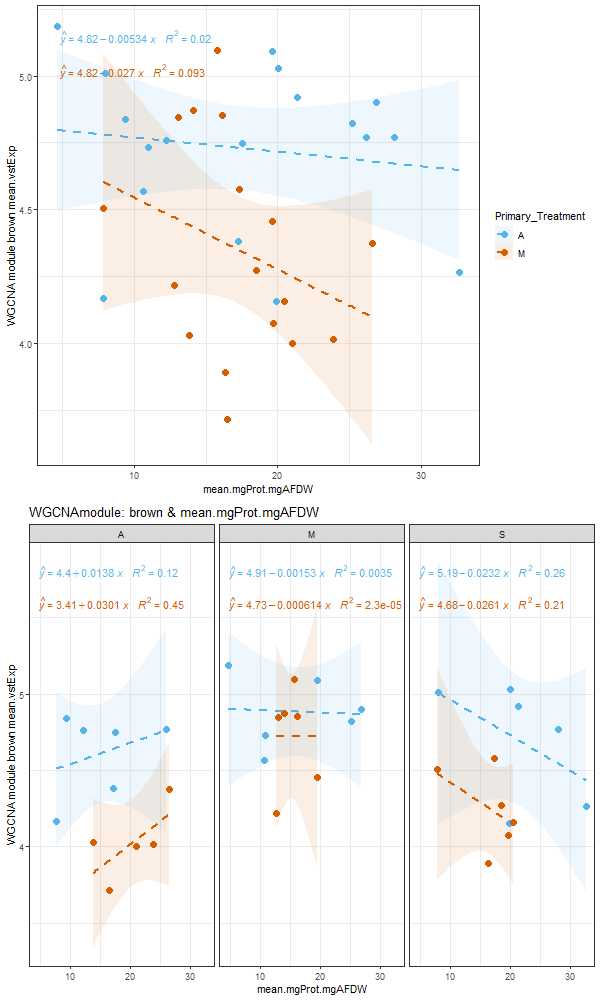 ŷ = 4.82 − 0.00534 x   R² = 0.02
ŷ = 4.82 − 0.027 x   R² = 0.093
5.0
4.5
4.0
WGCNA module brown mean.vstExp
10 20 30
mean.mgProt.mgAFDW
Primary_Treatment
A
M
WGCNAmodule: brown & mean.mgProt.mgAFDW
A M S
ŷ = 4.4 + 0.0138 x   R² = 0.12
ŷ = 3.41 + 0.0301 x   R² = 0.45
ŷ = 4.91 − 0.00153 x   R² = 0.0035
ŷ = 4.73 − 0.000614 x   R² = 2.3e-05
ŷ = 5.19 − 0.0232 x   R² = 0.26
ŷ = 4.68 − 0.0261 x   R² = 0.21
5
4
WGCNA module brown mean.vstExp
10 20 30 10 20 30 10 20 30
mean.mgProt.mgAFDW